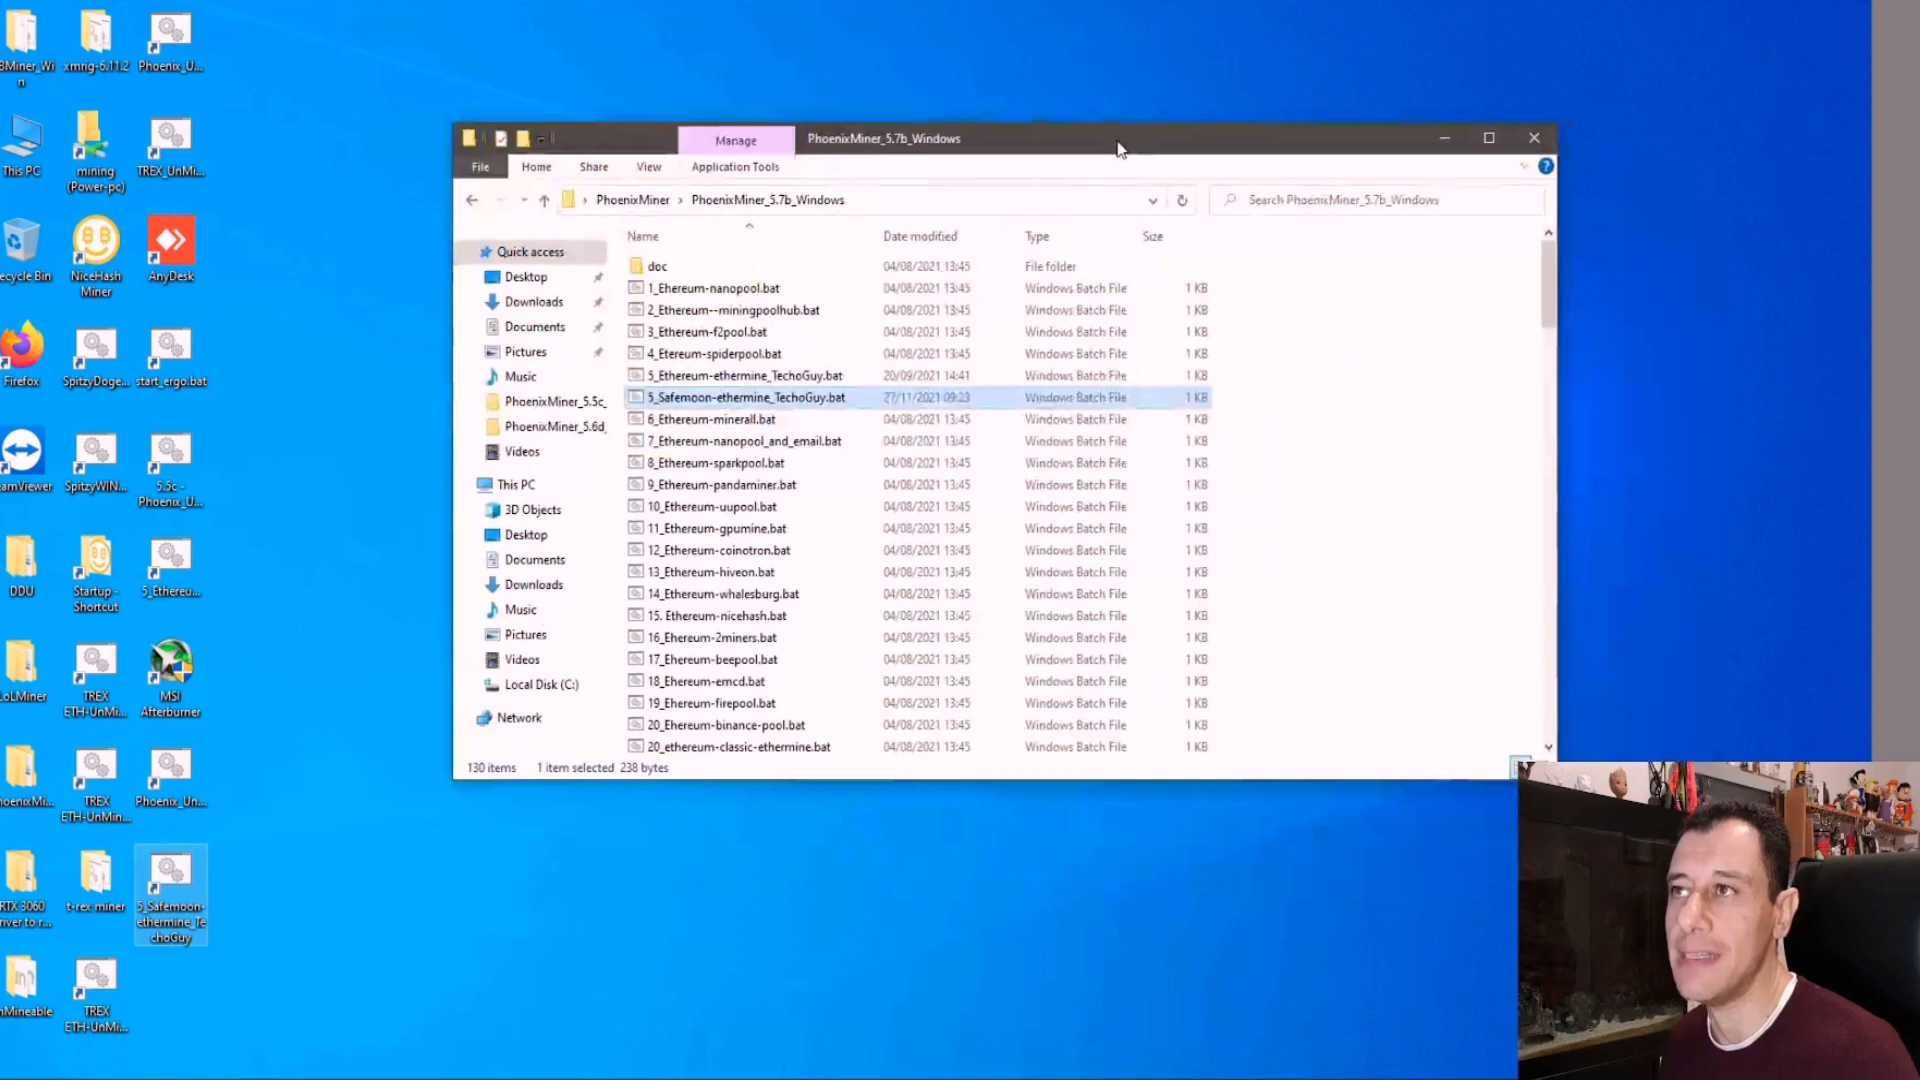 BMiner_Wi
n
xmng-6.11.2
Phoenix_U...
This PC
mining
(Power-pc)
TREX_UnMi...
ecycle Bin
NiceHash
Miner
AnyDesk
Firefox
SpitzyDoge...
start_ergo.bat
eamViewer
SpitzyWIN...
5.5c -
Phoenix_U...
DDU
Startup -
Shortcut
5_Ethereu...
LoLMiner
TREX
ETH-UnMi...
MSI
Afterburner
hoenixMi...
TREX
ETH-UnMin...
Phoenix_Un...
RTX 3060
river to r...
t-rex miner
5_Safemoon-
ethermine_Te
choGuy
nMineable
TREX
ETH-UnMi...
Manage
PhoenixMiner_5.7b_Windows
File
Home
Share
View
Application Tools
PhoenixMiner › PhoenixMiner_5.7b_Windows
Search PhoenixMiner_5.7b_Windows
Quick access
Desktop
Downloads
Documents
Pictures
Music
PhoenixMiner_5.5c_
PhoenixMiner_5.6d_
Videos
This PC
3D Objects
Desktop
Documents
Downloads
Music
Pictures
Videos
Local Disk (C:)
Network
Name Date modified Type Size
doc 04/08/2021 13:45 File folder
1_Ehereum-nanopool.bat 04/08/2021 13:45 Windows Batch File 1 KB
2_Ethereum--miningpoolhub.bat 04/08/2021 13:45 Windows Batch File 1 KB
3_Ethereum-f2pool.bat 04/08/2021 13:45 Windows Batch File 1 KB
4_Etereum-spiderpool.bat 04/08/2021 13:45 Windows Batch File 1 KB
5_Ethereum-ethermine_TechoGuy.bat 20/09/2021 14:41 Windows Batch File 1 KB
5_Safemoon-ethermine_TechoGuy.bat 27/11/2021 09:23 Windows Batch File 1 KB
6_Ethereum-minerall.bat 04/08/2021 13:45 Windows Batch File 1 KB
7_Ethereum-nanopool_and_email.bat 04/08/2021 13:45 Windows Batch File 1 KB
8_Ethereum-sparkpool.bat 04/08/2021 13:45 Windows Batch File 1 KB
9_Ethereum-pandaminer.bat 04/08/2021 13:45 Windows Batch File 1 KB
10_Ethereum-uupool.bat 04/08/2021 13:45 Windows Batch File 1 KB
11_Ethereum-gpumine.bat 04/08/2021 13:45 Windows Batch File 1 KB
12_Ethereum-coinotron.bat 04/08/2021 13:45 Windows Batch File 1 KB
13_Ethereum-hiveon.bat 04/08/2021 13:45 Windows Batch File 1 KB
14_Ethereum-whalesburg.bat 04/08/2021 13:45 Windows Batch File 1 KB
15. Ethereum-nicehash.bat 04/08/2021 13:45 Windows Batch File 1 KB
16_Ehereum-2miners.bat 04/08/2021 13:45 Windows Batch File 1 KB
17_Ehereum-beepool.bat 04/08/2021 13:45 Windows Batch File 1 KB
18_Ehereum-emcd.bat 04/08/2021 13:45 Windows Batch File 1 KB
19_Ehereum-firepool.bat 04/08/2021 13:45 Windows Batch File 1 KB
20_Ehereum-binance-pool.bat 04/08/2021 13:45 Windows Batch File 1 KB
20_ethereum-classic-ethermine.bat 04/08/2021 13:45 Windows Batch File 1 KB
130 items 1 item selected 238 bytes